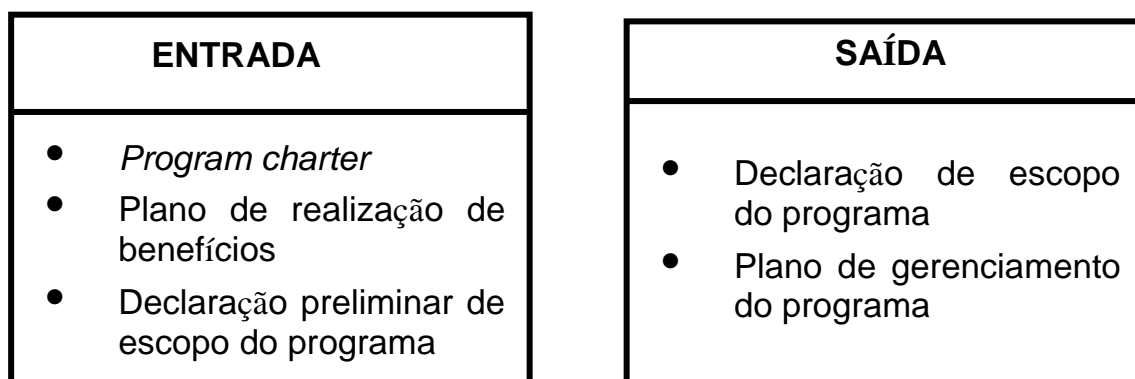 ENTRADA
• Program charter
• Plano de realização de
benefícios
• Declaração preliminar de
escopo do programa
SAÍDA
• Declaração de escopo
do programa
• Plano de gerenciamento
do programa